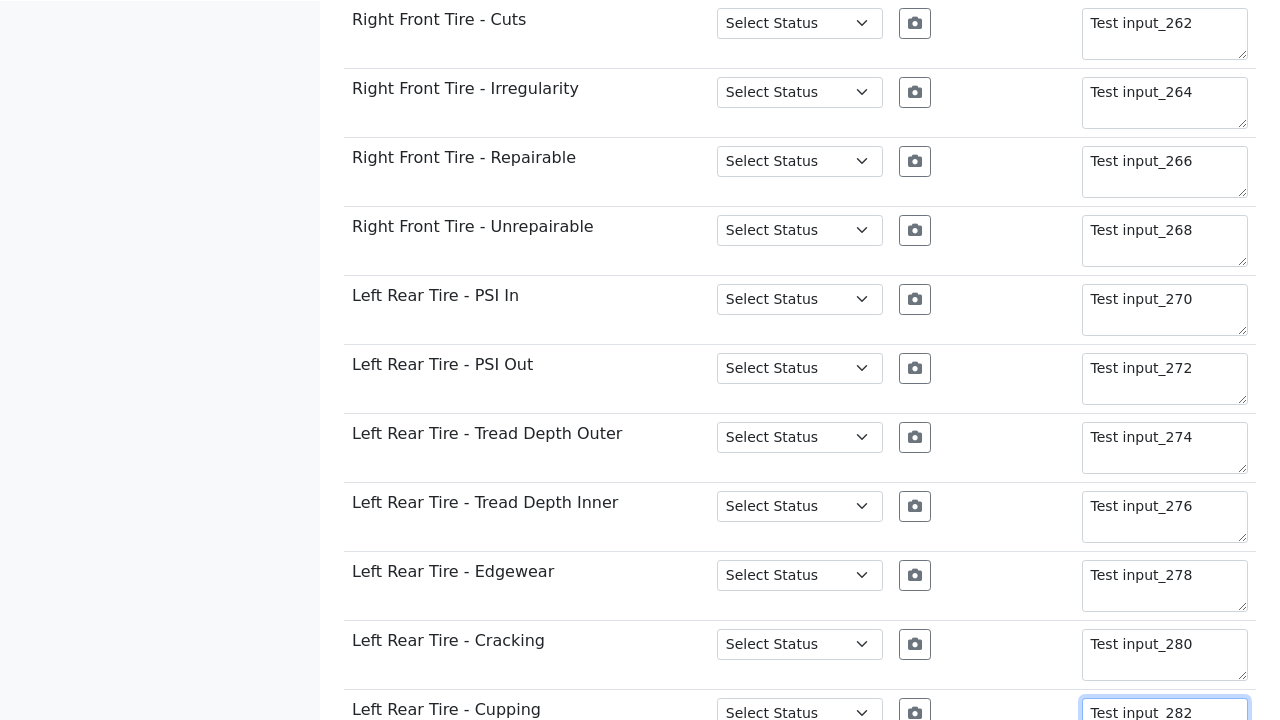 Right Front Tire - Cuts Select Status Test input_262
Right Front Tire - Irregularity Select Status Test input_264
Right Front Tire - Repairable Select Status Test input_266
Right Front Tire - Unrepairable Select Status Test input_268
Left Rear Tire - PSI In Select Status Test input_270
Left Rear Tire - PSI Out Select Status Test input_272
Left Rear Tire - Tread Depth Outer Select Status Test input_274
Left Rear Tire - Tread Depth Inner Select Status Test input_276
Left Rear Tire - Edgewear Select Status Test input_278
Left Rear Tire - Cracking Select Status Test input_280
Left Rear Tire - Cupping Select Status Test input_282